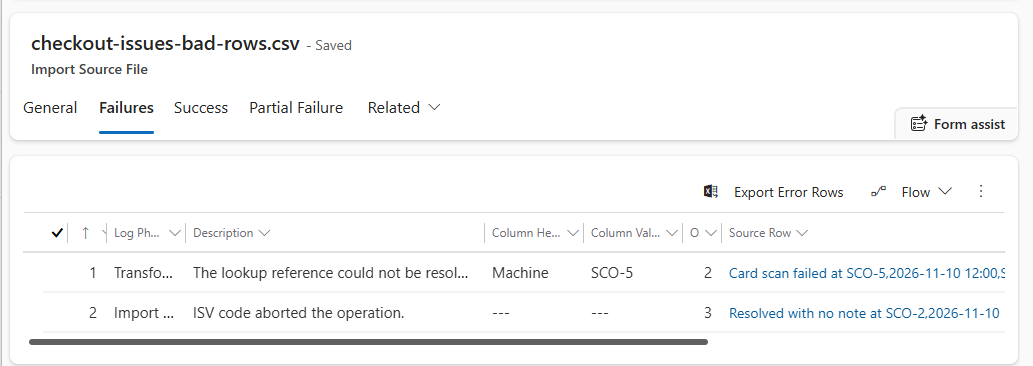 checkout-issues-bad-rows.csv - Saved
Import Source File
General Failures Success Partial Failure Related
Form assist
Export Error Rows Flow
Log Ph... Description Column He... Column Val... O Source Row
1 Transfo... The lookup reference could not be resol... Machine SCO-5 2 Card scan failed at SCO-5,2026-11-10 12:00,S
2 Import ... ISV code aborted the operation. --- --- 3 Resolved with no note at SCO-2,2026-11-10